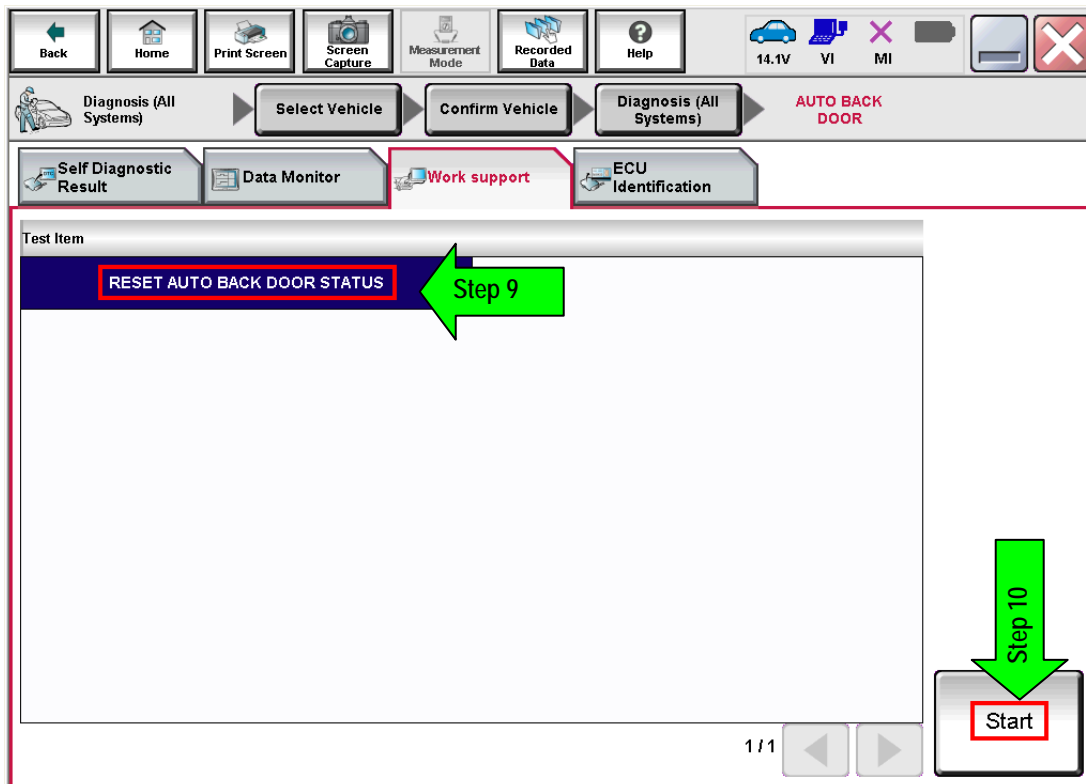 Back
Home
Print Screen
Screen
Capture
Measurement
Mode
Recorded
Data
Help
14.1V
VI
MI
Diagnosis (All
Systems)
Select Vehicle
Confirm Vehicle
Diagnosis (All
Systems)
AUTO BACK
DOOR
Self Diagnostic
Result
Data Monitor
Work support
ECU
Identification
Test Item
RESET AUTO BACK DOOR STATUS
Step 9
Step 10
Start
1/1